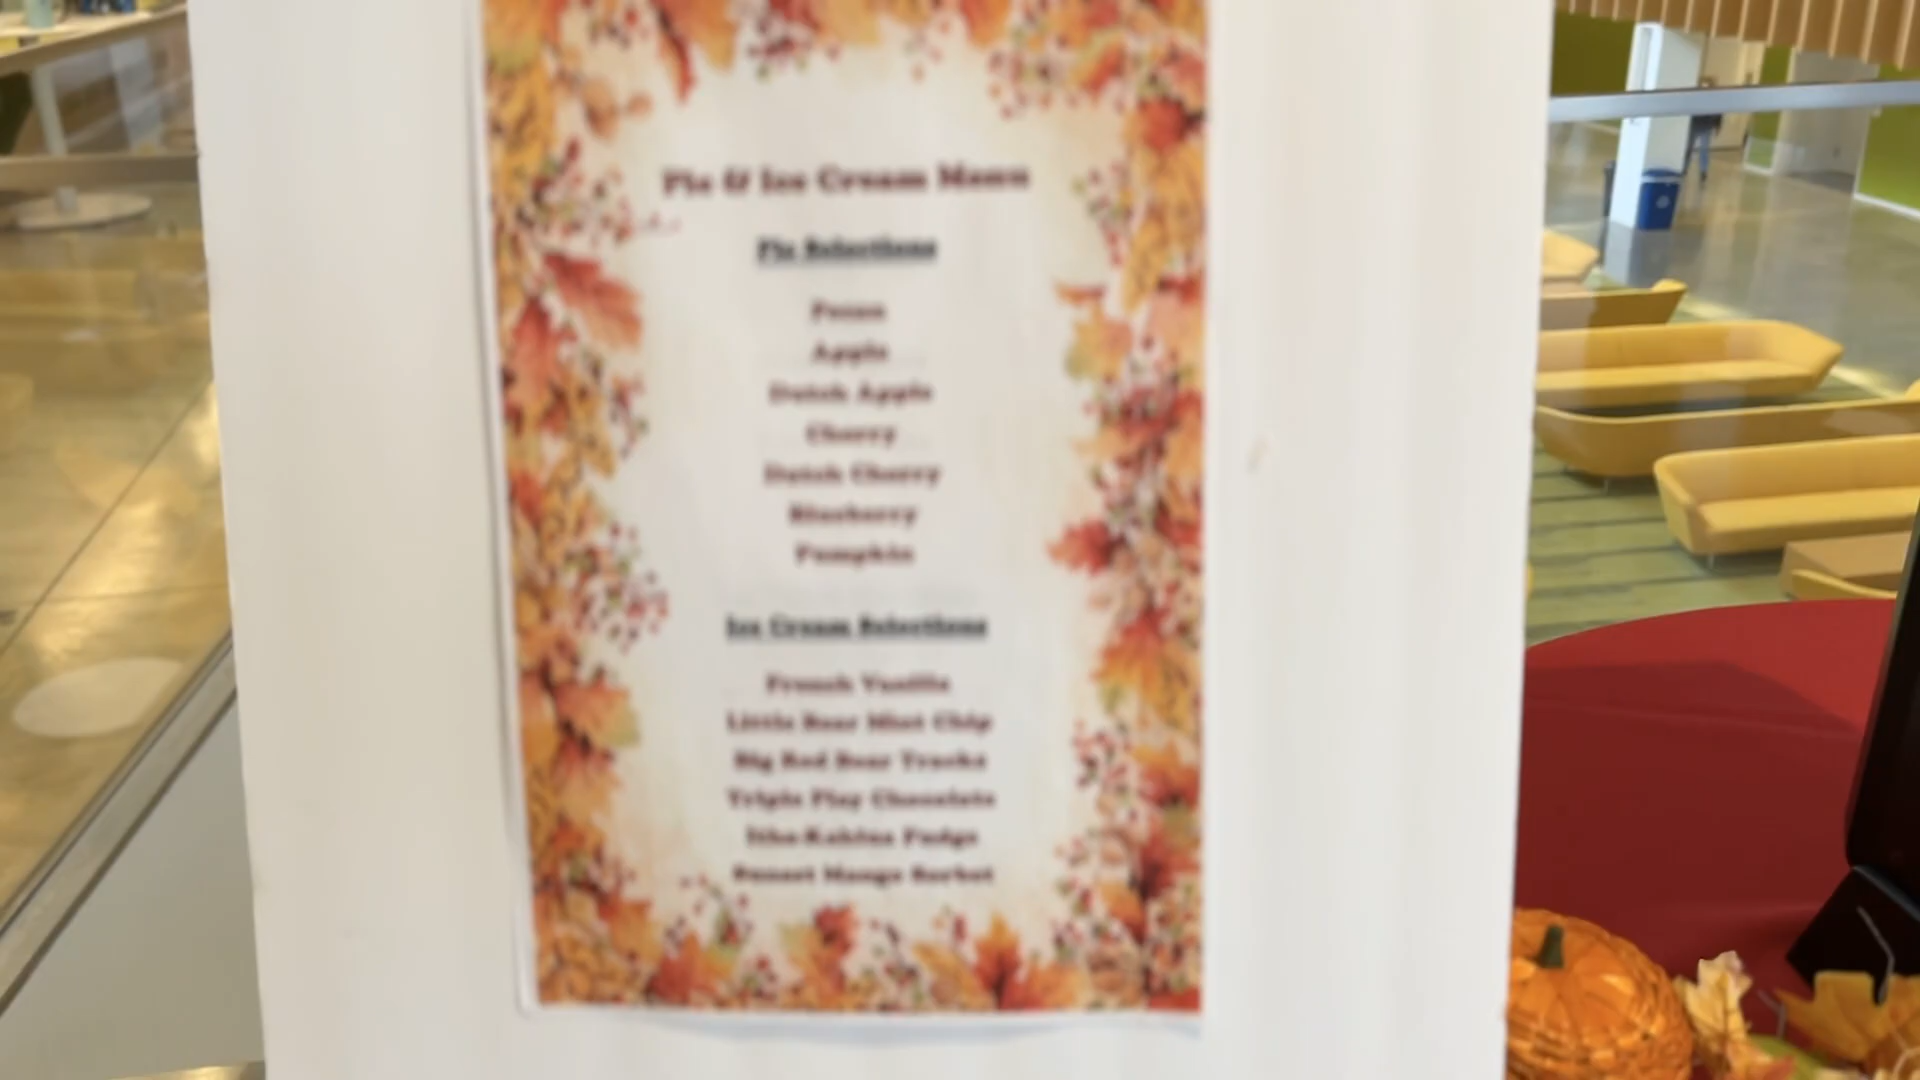 Pie & Ice Cream Menu
Pie Selections
Pecan
Apple
Dutch Apple
Cherry
Dutch Cherry
Blueberry
Pumpkin
Ice Cream Selections
French Vanilla
Little Bear Mint Chip
Big Red Bear Tracks
Triple Play Chocolate
Fudge
Sunset Mango Sorbet